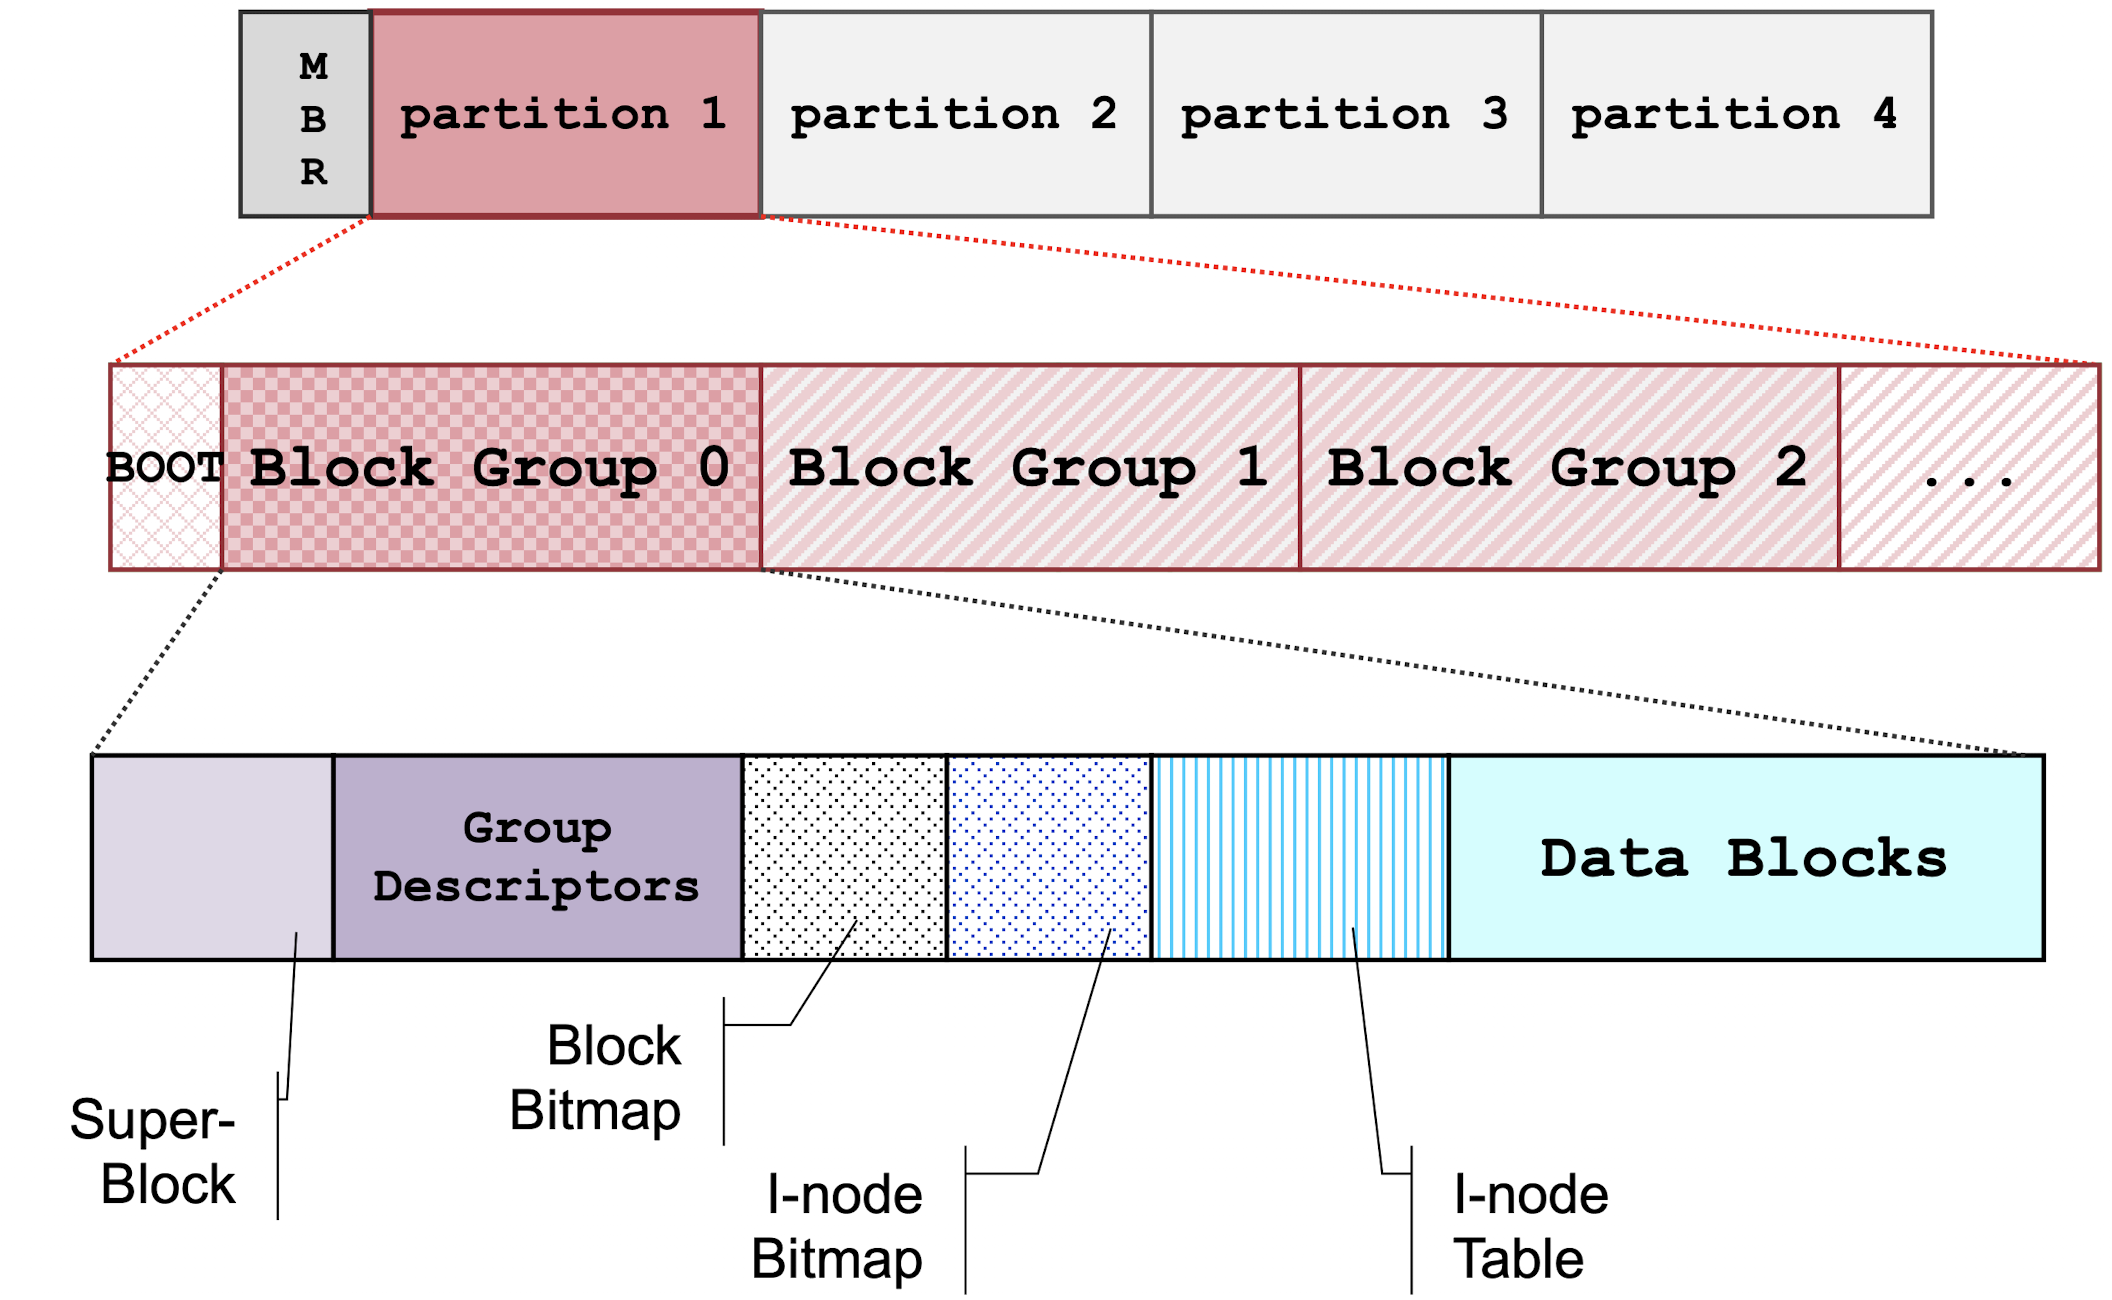 M
B
R
partition 1
partition 2
partition 3
partition 4
BOOT
Block Group 0
Block Group 1
Block Group 2
...
Group
Descriptors
Data Blocks
Super-
Block
Block
Bitmap
I-node
Bitmap
I-node
Table